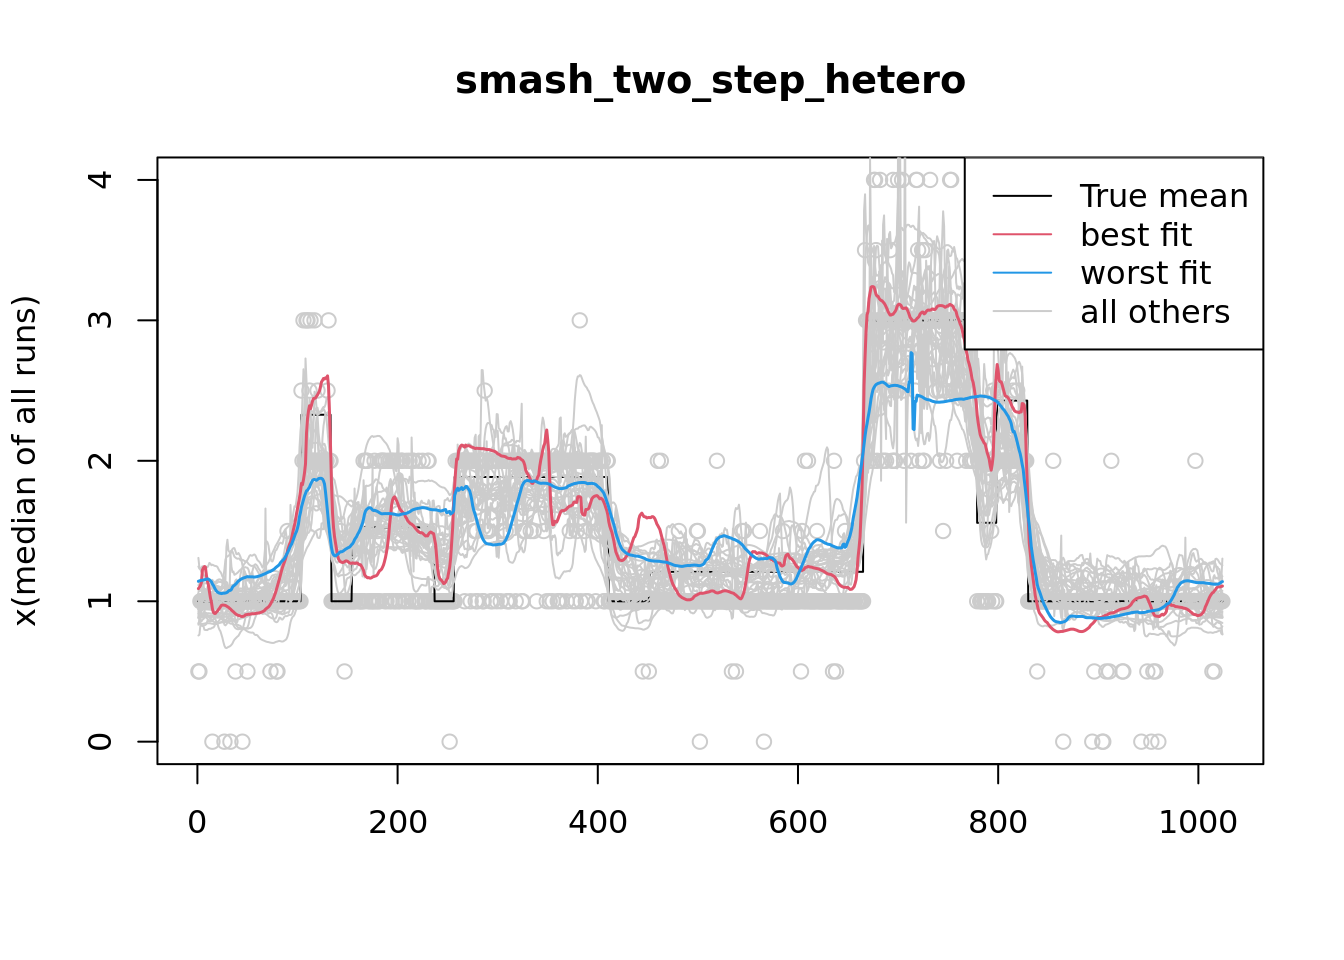 smash_two_step_hetero
x(median of all runs)
4
3
2
1
0
True mean
best fit
worst fit
all others
0 200 400 600 800 1000